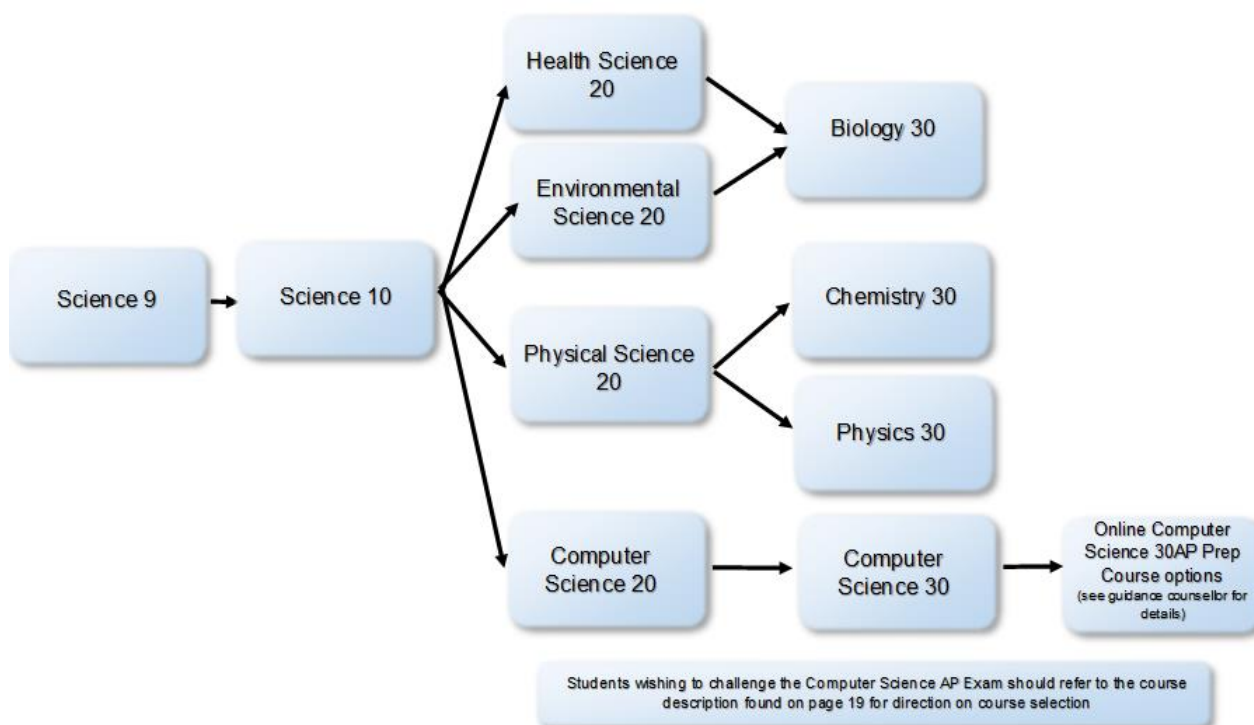 Health Science
20
Biology 30
Environmental
Science 20
Science 9
Science 10
Chemistry 30
Physical Science
20
Physics 30
Computer
Science 20
Computer
Science 30
Online Computer
Science 30AP Prep
Course options
(see guidance counsellor for
details)
Students wishing to challenge the Computer Science AP Exam should refer to the course
description found on page 19 for direction on course selection